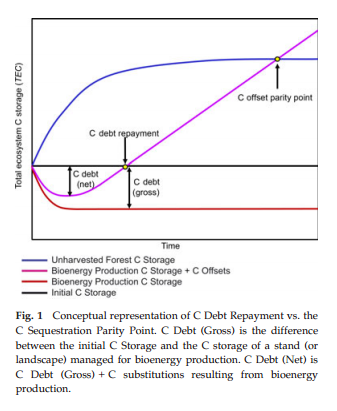 Total ecosystem C storage (TEC)
C offset parity point
C debt repayment
C debt
(net)
C debt
(gross)
Time
Unharvested Forest C Storage
Bioenergy Production C Storage + C Offsets
Bioenergy Production C Storage
Initial C Storage
Fig. 1 Conceptual representation of C Debt Repayment vs. the
C Sequestration Parity Point. C Debt (Gross) is the difference
between the initial C Storage and the C storage of a stand (or
landscape) managed for bioenergy production. C Debt (Net) is
C Debt (Gross) + C substitutions resulting from bioenergy
production.